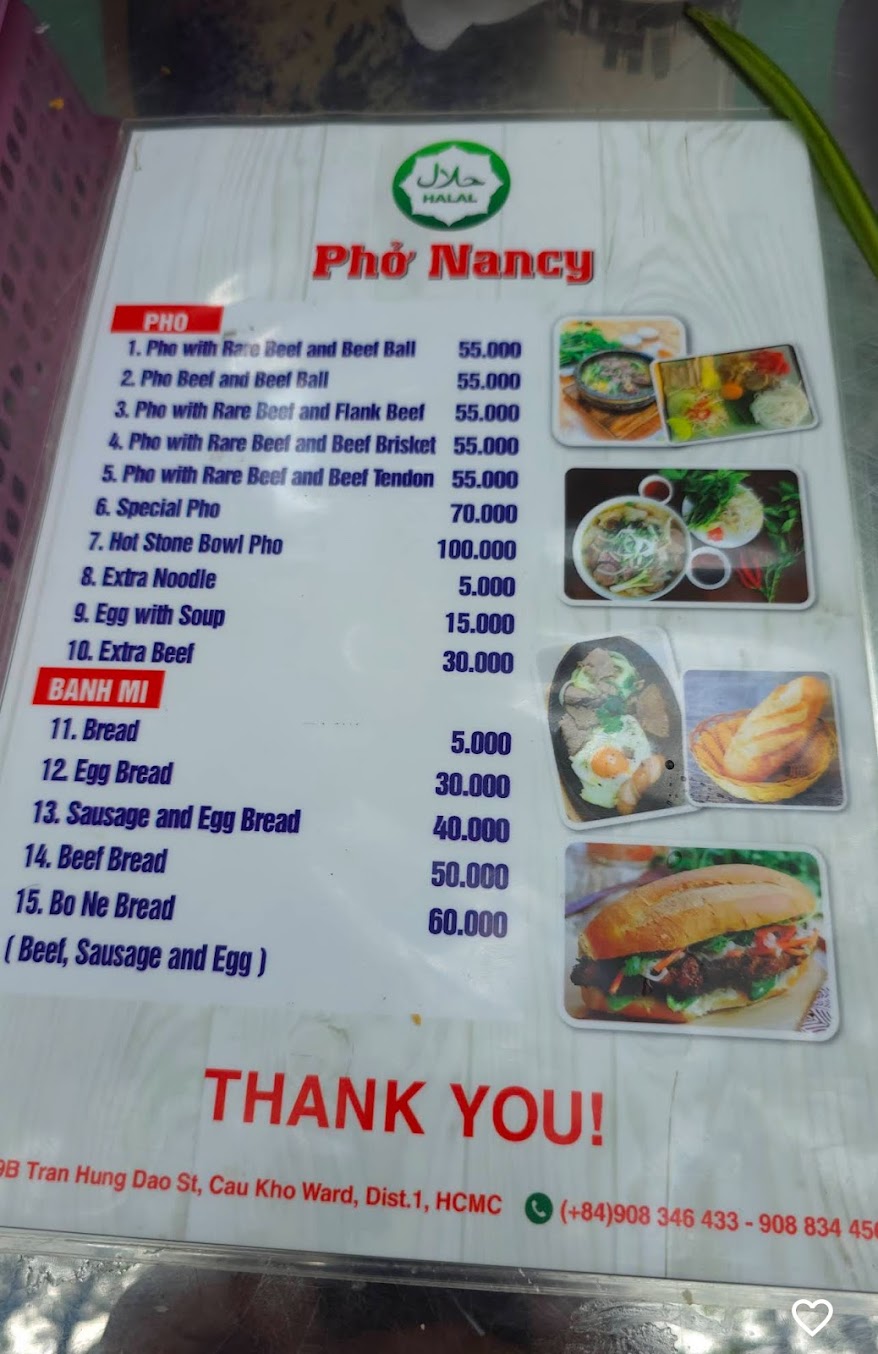 حلال
HALAL
Phở Nancy
PHO
1. Pho with Rare Beef and Beef Ball 55.000
2. Pho Beef and Beef Ball 55.000
3. Pho with Rare Beef and Flank Beef 55.000
4. Pho with Rare Beef and Beef Brisket 55.000
5. Pho with Rare Beef and Beef Tendon 55.000
6. Special Pho 70.000
7. Hot Stone Bowl Pho 100.000
8. Extra Noodle 5.000
9. Egg with Soup 15.000
10. Extra Beef 30.000
BANH MI
11. Bread 5.000
12. Egg Bread 30.000
13. Sausage and Egg Bread 40.000
14. Beef Bread 50.000
15. Bo Ne Bread 60.000
( Beef, Sausage and Egg )
THANK YOU!
9B Tran Hung Dao St, Cau Kho Ward, Dist.1, HCMC (+84)908 346 433 - 908 834 456